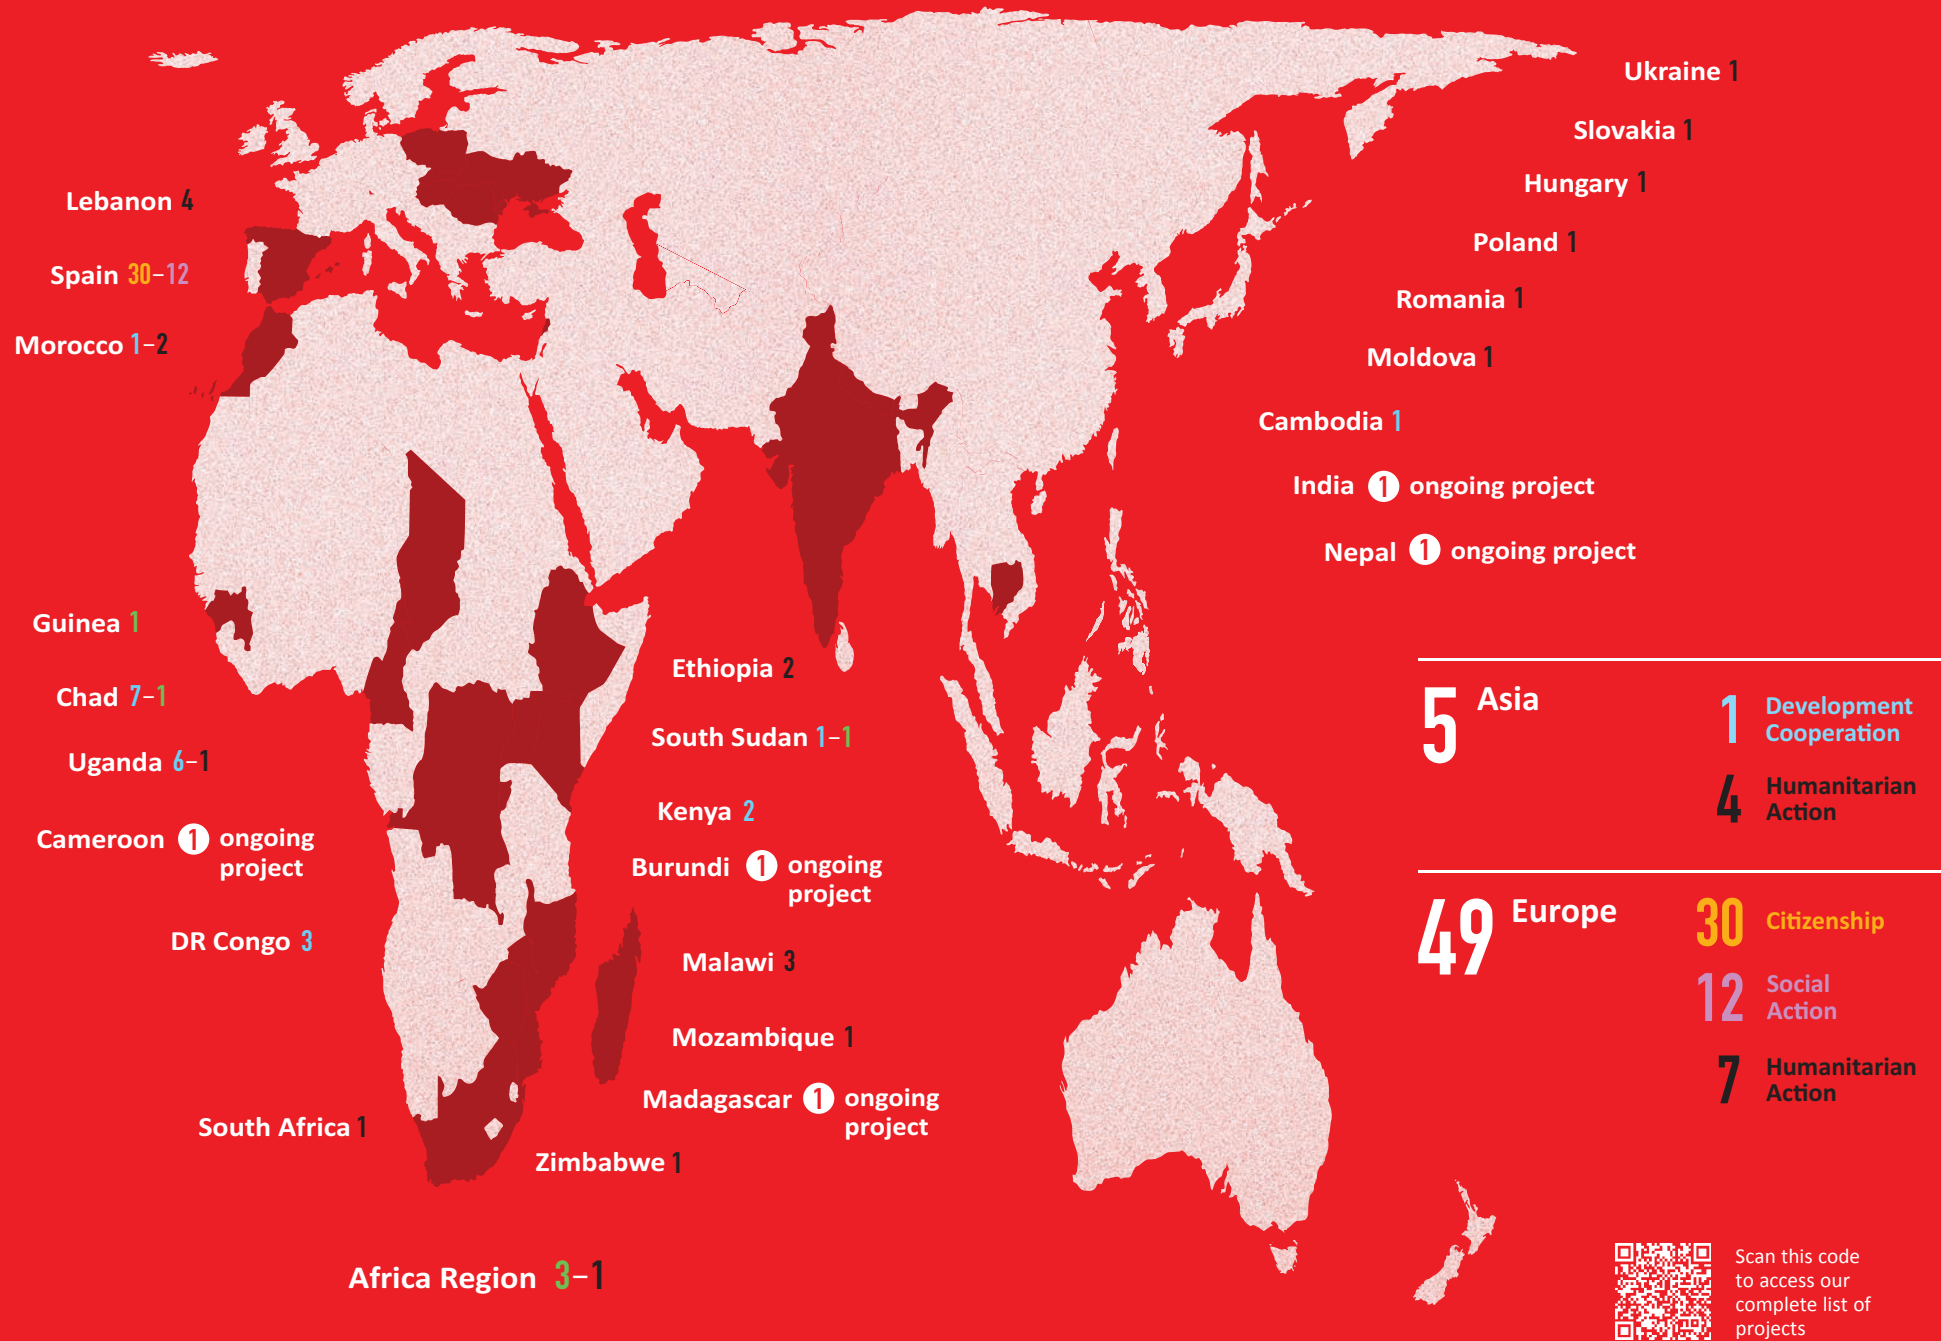 Ukraine 1
Slovakia 1
Hungary 1
Poland 1
Romania 1
Moldova 1
Cambodia 1
India 1 ongoing project
Nepal 1 ongoing project
Lebanon 4
Spain 30–12
Morocco 1–2
Guinea 1
Chad 7–1
Uganda 6–1
Cameroon 1 ongoing
project
DR Congo 3
South Africa 1
Ethiopia 2
South Sudan 1–1
Kenya 2
Burundi 1 ongoing
project
Malawi 3
Mozambique 1
Madagascar 1 ongoing
project
Zimbabwe 1
Africa Region 3–1
5 Asia
1 Development
Cooperation
4 Humanitarian
Action
49 Europe
30 Citizenship
12 Social
Action
7 Humanitarian
Action
Scan this code
to access our
complete list of
projects